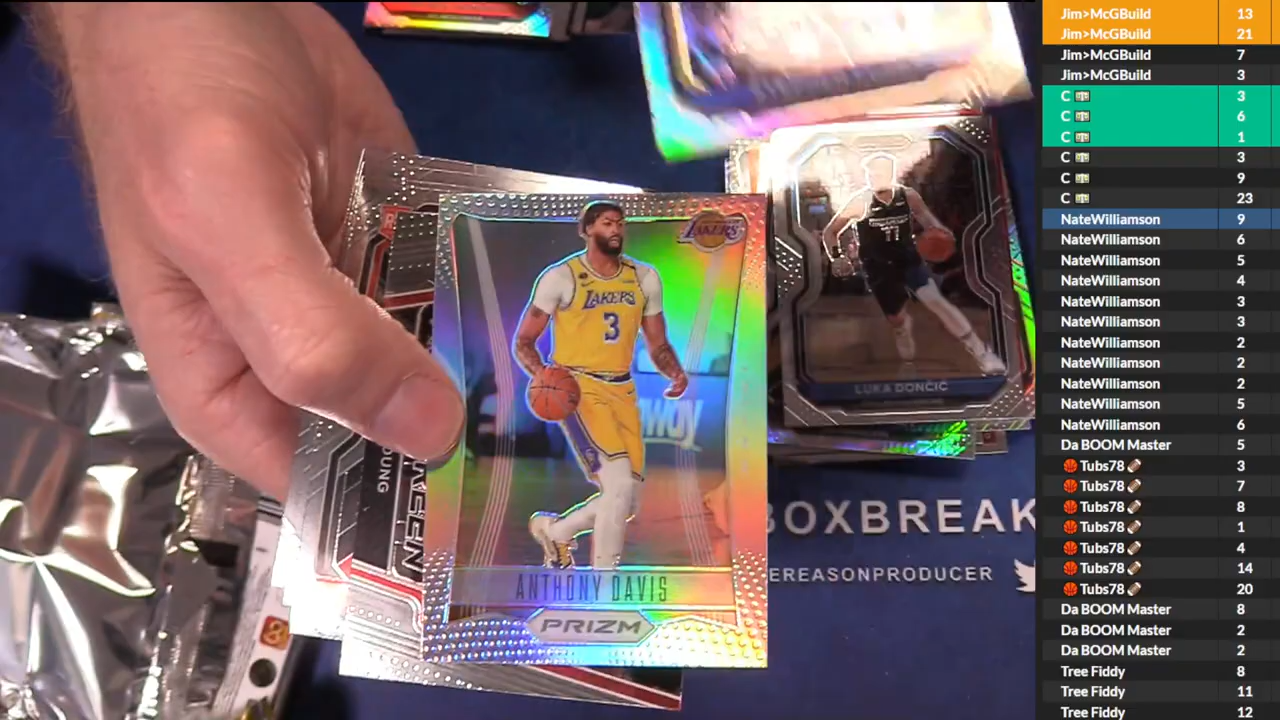 LAKERS
LAKERS
3
ANTHONY DAVIS
PRIZM
OUNG
KEEN
LUKA DONČIĆ
BOXBREAK
EREASONPRODUCER
Jim>McGBuild 13
Jim>McGBuild 21
Jim>McGBuild 7
Jim>McGBuild 3
C 💵 3
C 💵 6
C 💵 1
C 💵 3
C 💵 9
C 💵 23
NateWilliamson 9
NateWilliamson 6
NateWilliamson 5
NateWilliamson 4
NateWilliamson 3
NateWilliamson 3
NateWilliamson 2
NateWilliamson 2
NateWilliamson 2
NateWilliamson 5
NateWilliamson 6
Da BOOM Master 5
🏀 Tubs78 🏈 3
🏀 Tubs78 🏈 7
🏀 Tubs78 🏈 8
🏀 Tubs78 🏈 1
🏀 Tubs78 🏈 4
🏀 Tubs78 🏈 14
🏀 Tubs78 🏈 20
Da BOOM Master 8
Da BOOM Master 2
Da BOOM Master 2
Tree Fiddy 8
Tree Fiddy 11
Tree Fiddy 12